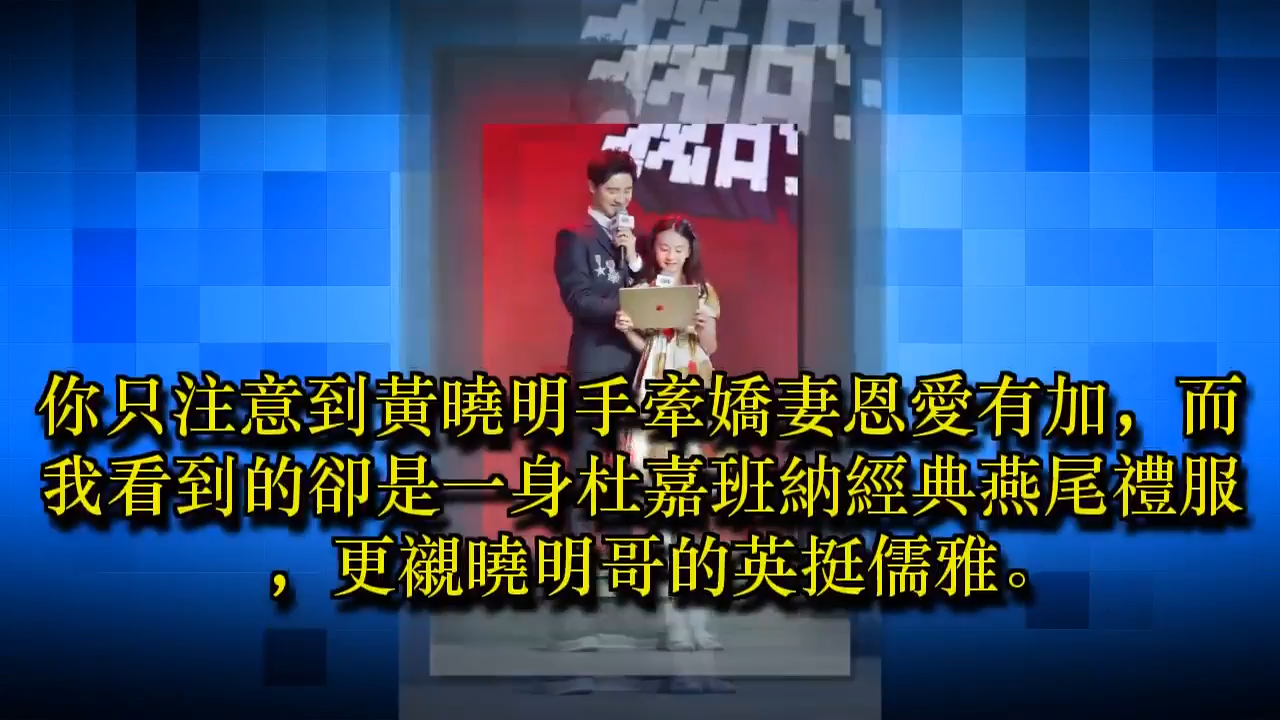 你只注意到黃曉明手牽嬌妻恩愛有加，而
我看到的卻是一身杜嘉班納經典燕尾禮服
，更襯曉明哥的英挺儒雅。